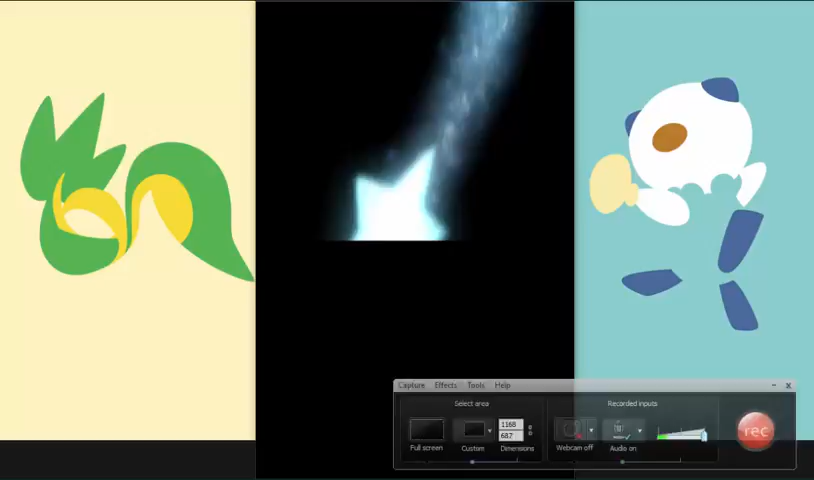 Capture Effects Tools Help
Select area
Recorded inputs
1168
687
rec
Full screen Custom Dimensions Webcam off Audio on